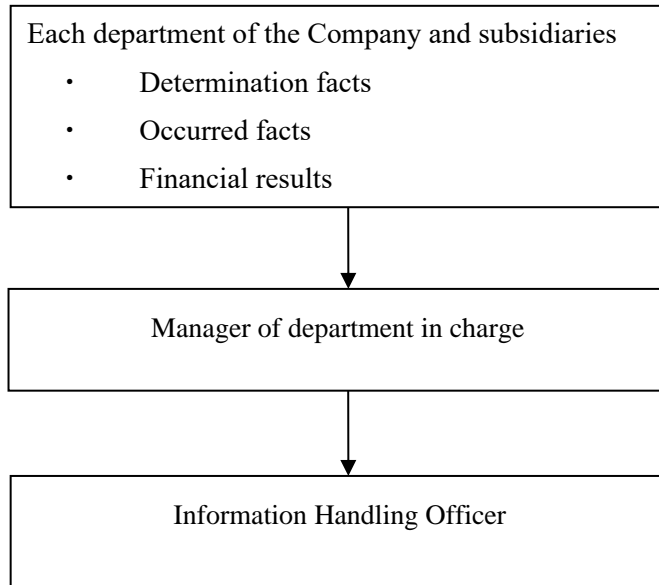 Each department of the Company and subsidiaries
・ Determination facts
・ Occurred facts
・ Financial results
Manager of department in charge
Information Handling Officer